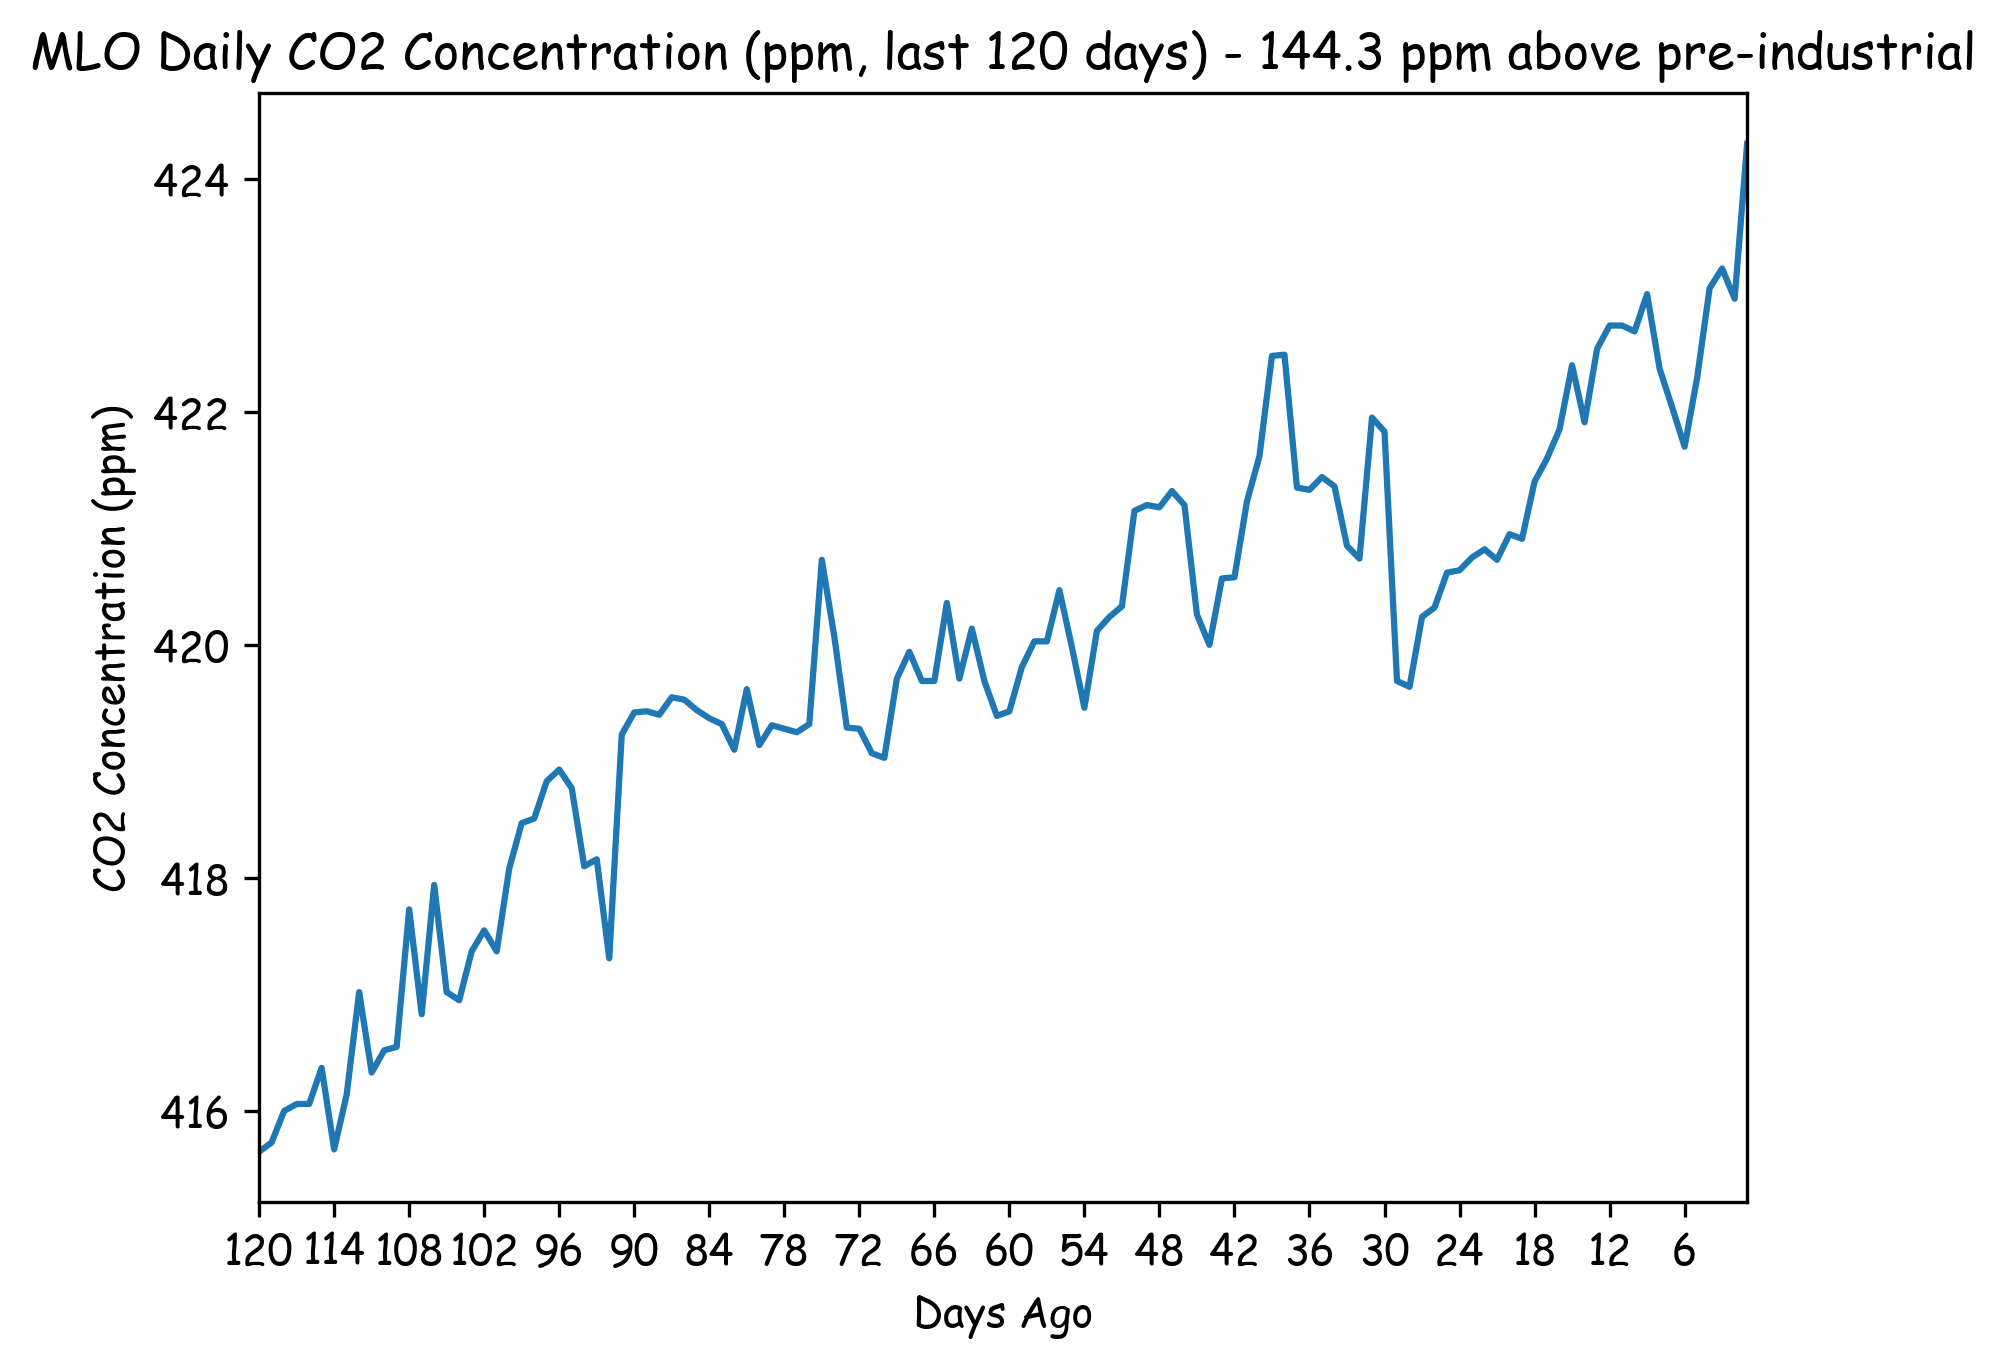 MLO Daily CO2 Concentration (ppm, last 120 days) - 144.3 ppm above pre-industrial
424
422
420
418
416
CO2 Concentration (ppm)
120 114 108 102 96 90 84 78 72 66 60 54 48 42 36 30 24 18 12 6
Days Ago